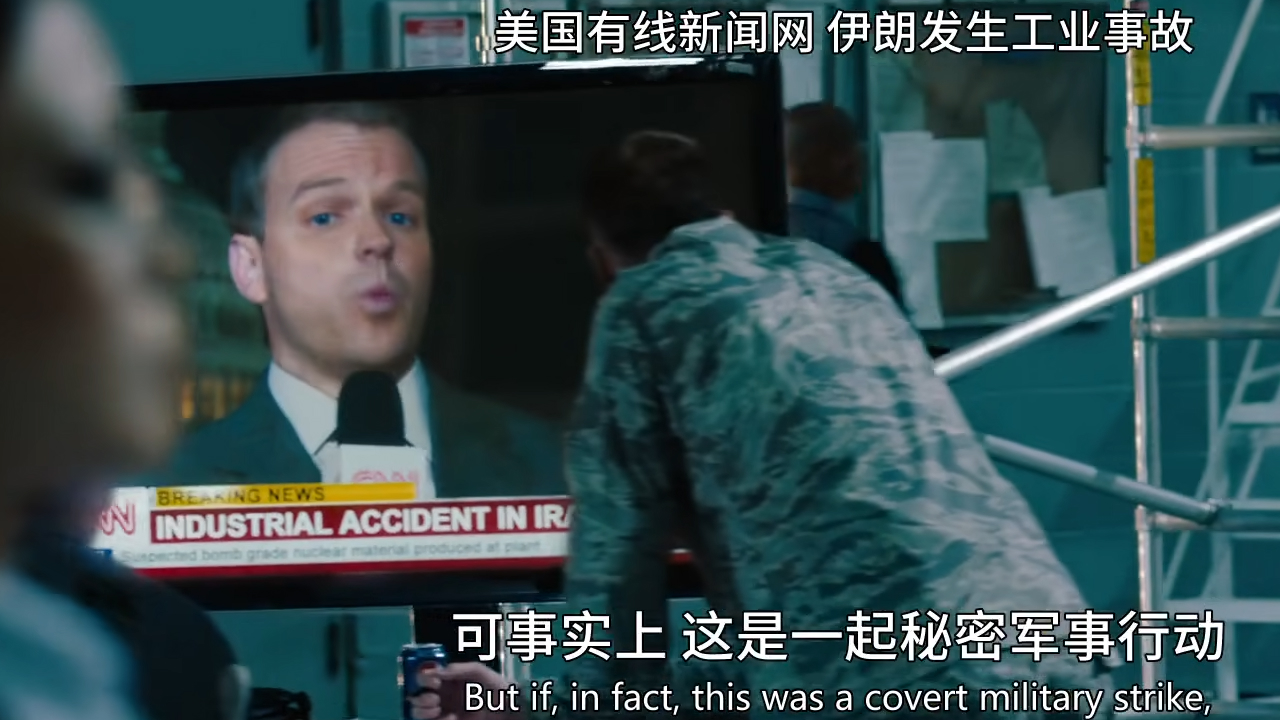 美国有线新闻网 伊朗发生工业事故
CNN
BREAKING NEWS
INDUSTRIAL ACCIDENT IN IRA
Suspected bomb grade nuclear material produced at plant
可事实上 这是一起秘密军事行动
But if, in fact, this was a covert military strike,